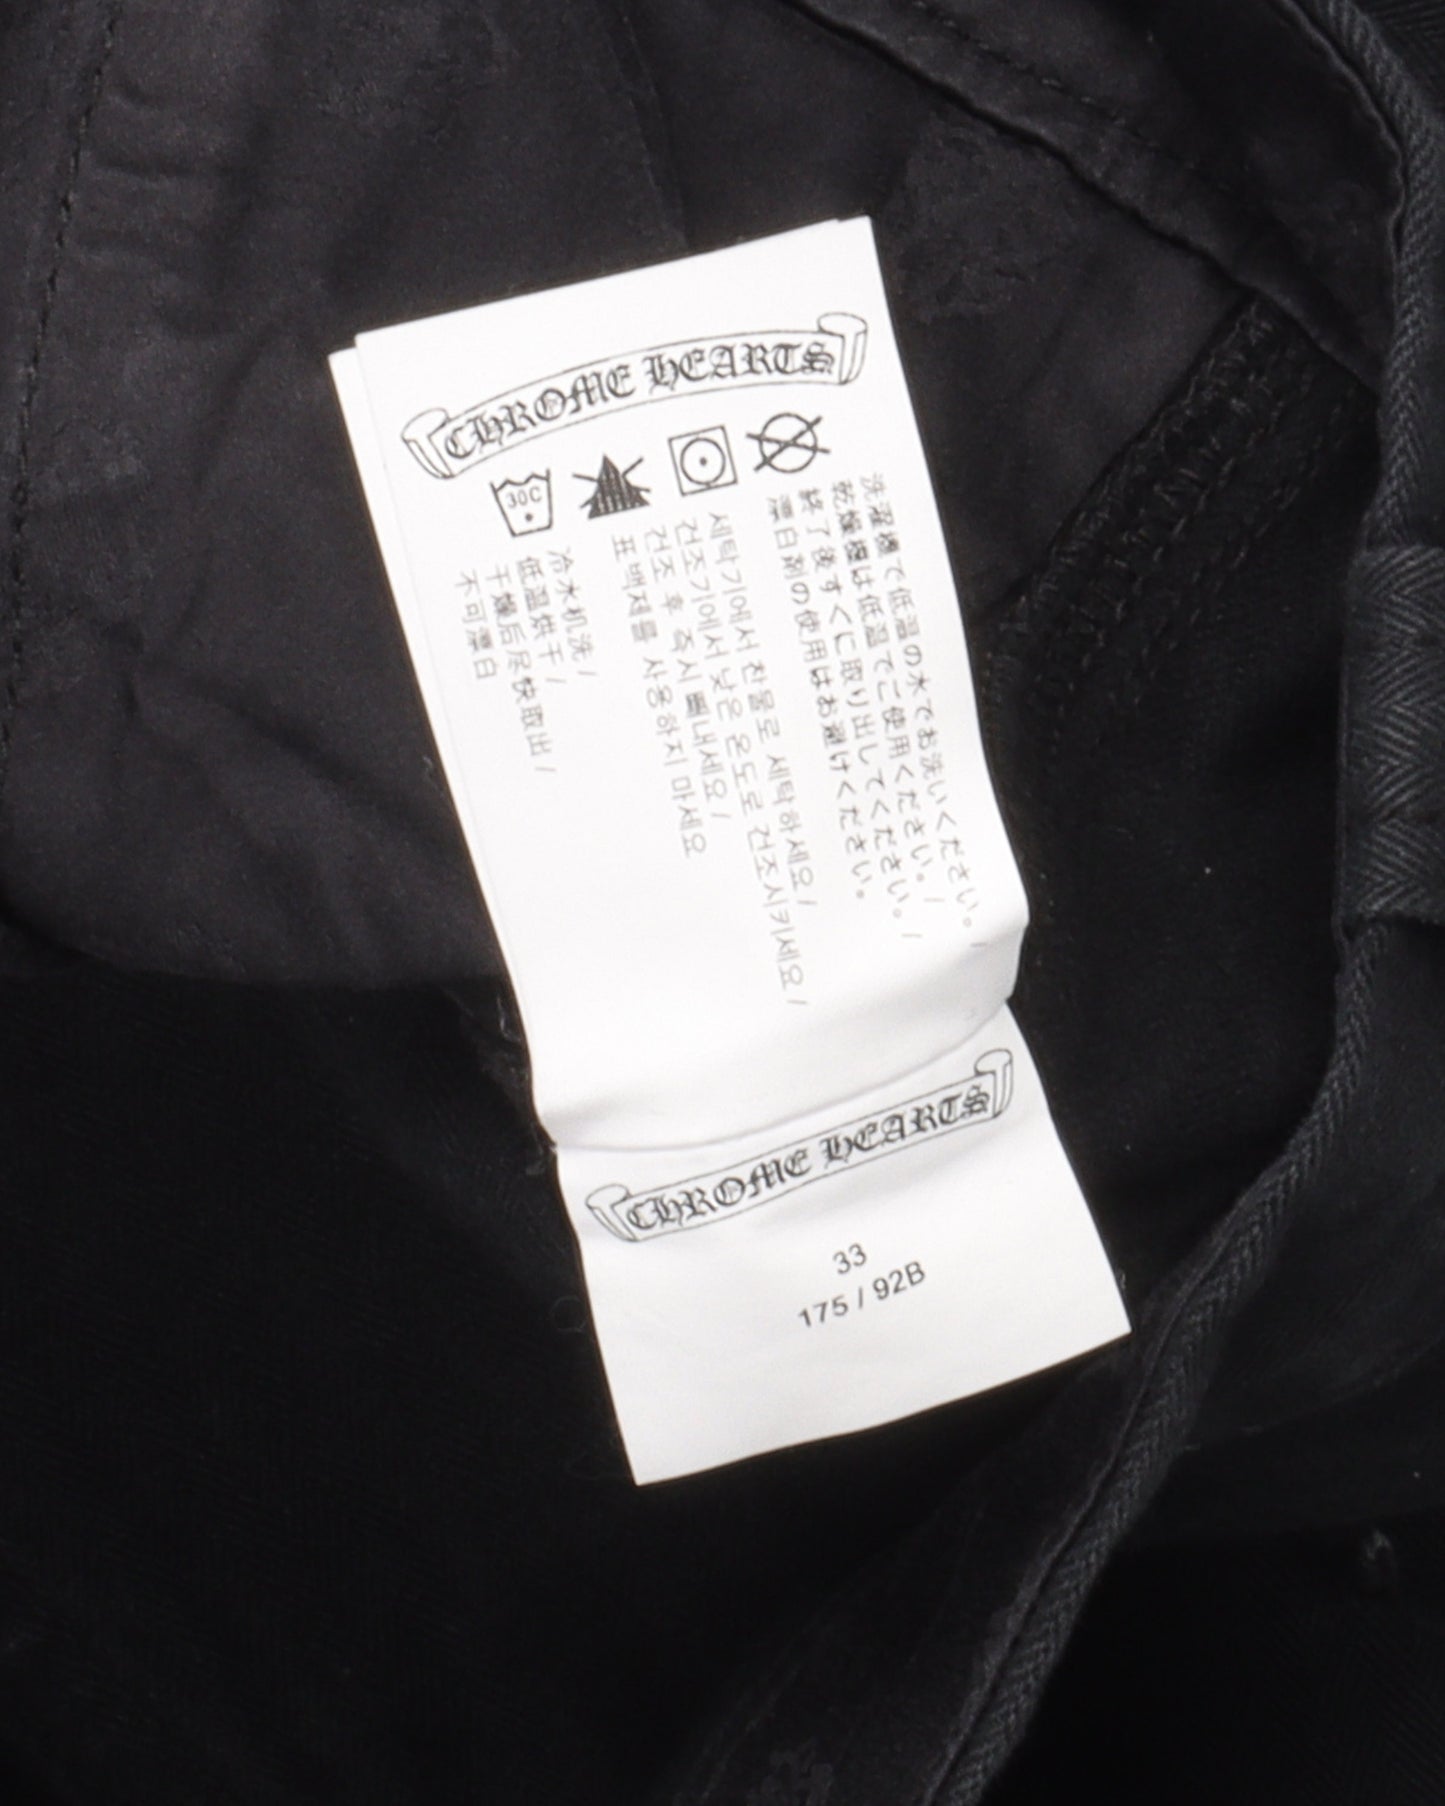 CHROME HEARTS
30C
洗濯機で低温の水でお洗いください。/
乾燥機は低温でご使用ください。/
終了後すぐに取り出してください。/
漂白剤の使用はお避けください。
세탁기에서 찬물로 세탁하세요/
건조기에서 낮은 온도로 건조시키세요/
건조 후 즉시 빼내세요/
표백제를 사용하지 마세요
冷水机洗/
低温烘干/
干燥后尽快取出/
不可漂白
CHROME HEARTS
33
175 / 92B